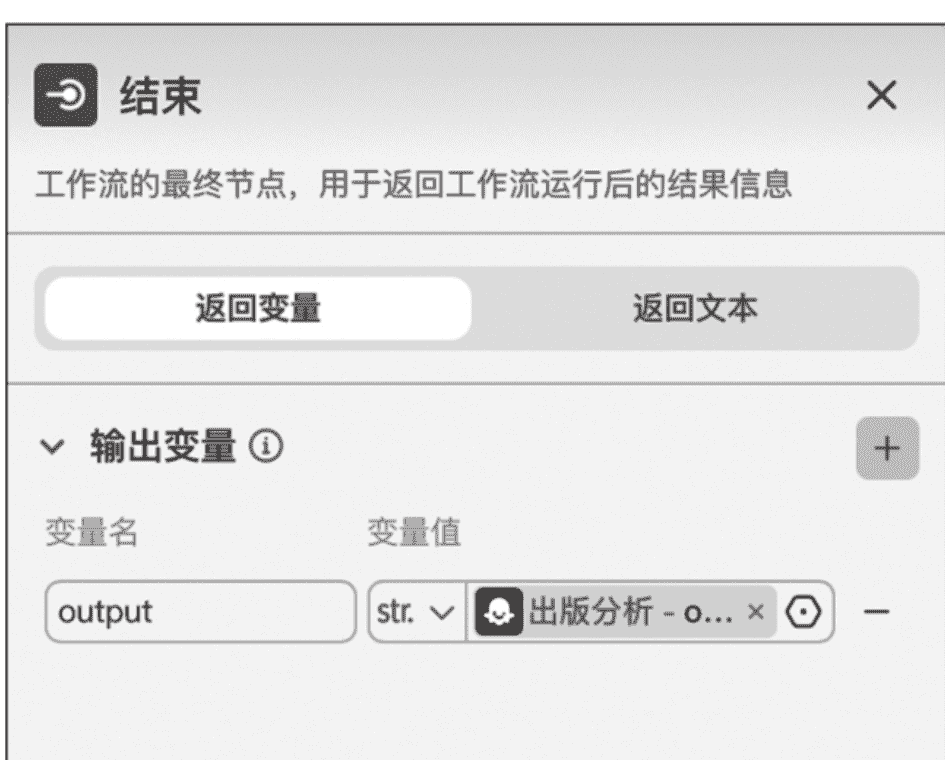 结束
工作流的最终节点，用于返回工作流运行后的结果信息
返回变量 返回文本
输出变量
变量名 变量值
output str. 出版分析 - o...